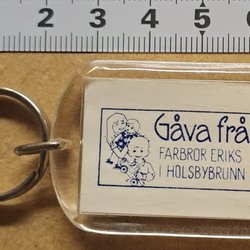 2 3 4 5
Gåva frå
FARBROR ERIKS
I HOLSBYBRUNN